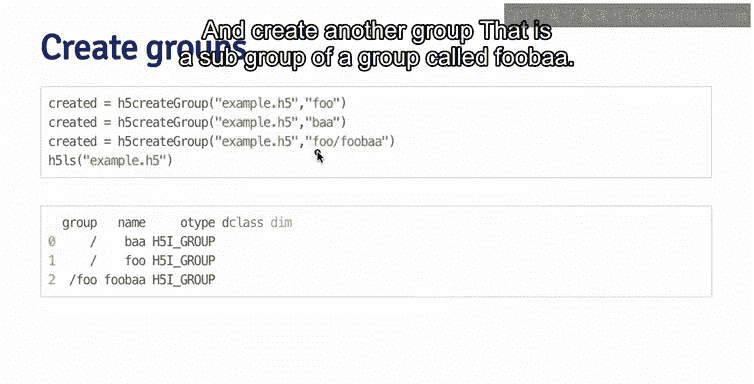 And create another group That is
a sub group of a group called foobaa.
Create groups
created = h5createGroup("example.h5","foo")
created = h5createGroup("example.h5","baa")
created = h5createGroup("example.h5","foo/foobaa")
h5ls("example.h5")
group name otype dclass dim
0 / baa H5I_GROUP
1 / foo H5I_GROUP
2 /foo foobaa H5I_GROUP